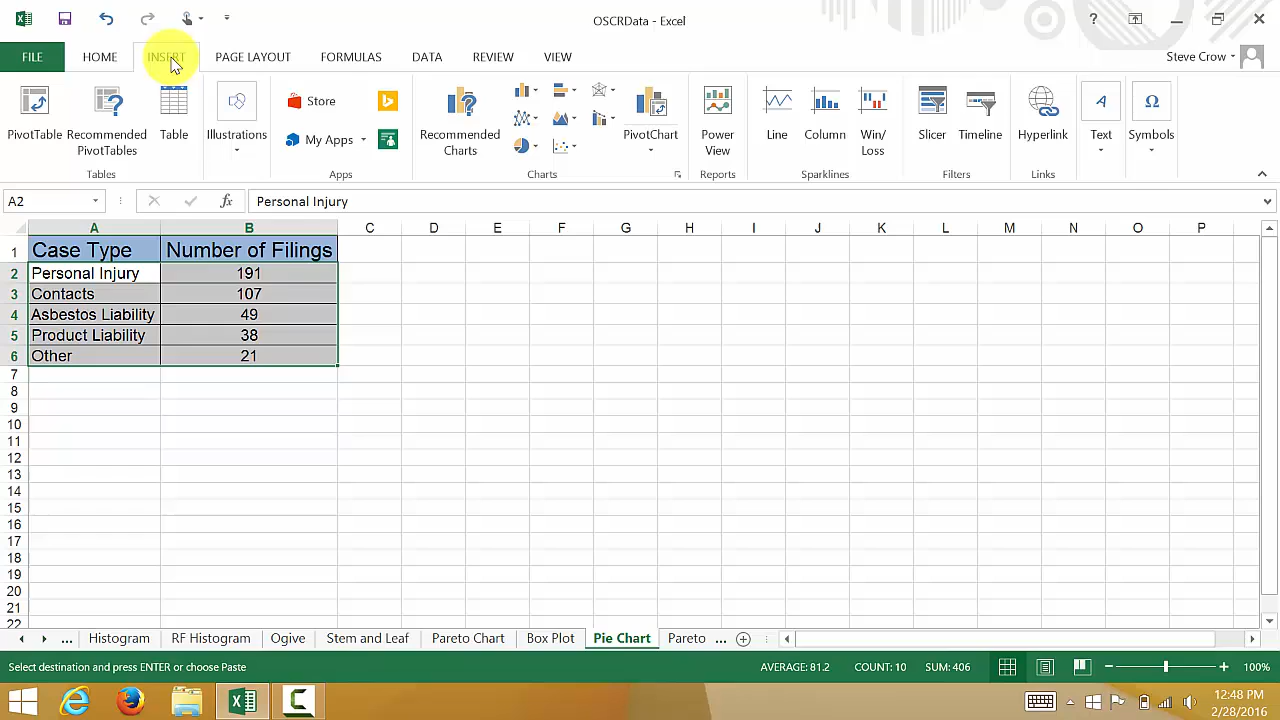 OSCRData - Excel
?
FILE HOME INSERT PAGE LAYOUT FORMULAS DATA REVIEW VIEW Steve Crow
PivotTable Recommended PivotTables Table
Tables
Illustrations
Store
My Apps
Apps
Recommended Charts
PivotChart
Charts
Power View
Reports
Line Column Win/ Loss
Sparklines
Slicer Timeline
Filters
Hyperlink
Links
Text
Symbols
A2 fx Personal Injury
A B C D E F G H I J K L M N O P
1 Case Type Number of Filings
2 Personal Injury 191
3 Contacts 107
4 Asbestos Liability 49
5 Product Liability 38
6 Other 21
7
8
9
10
11
12
13
14
15
16
17
18
19
20
21
22
... Histogram RF Histogram Ogive Stem and Leaf Pareto Chart Box Plot Pie Chart Pareto ...
Select destination and press ENTER or choose Paste AVERAGE: 81.2 COUNT: 10 SUM: 406 100%
12:48 PM
2/28/2016